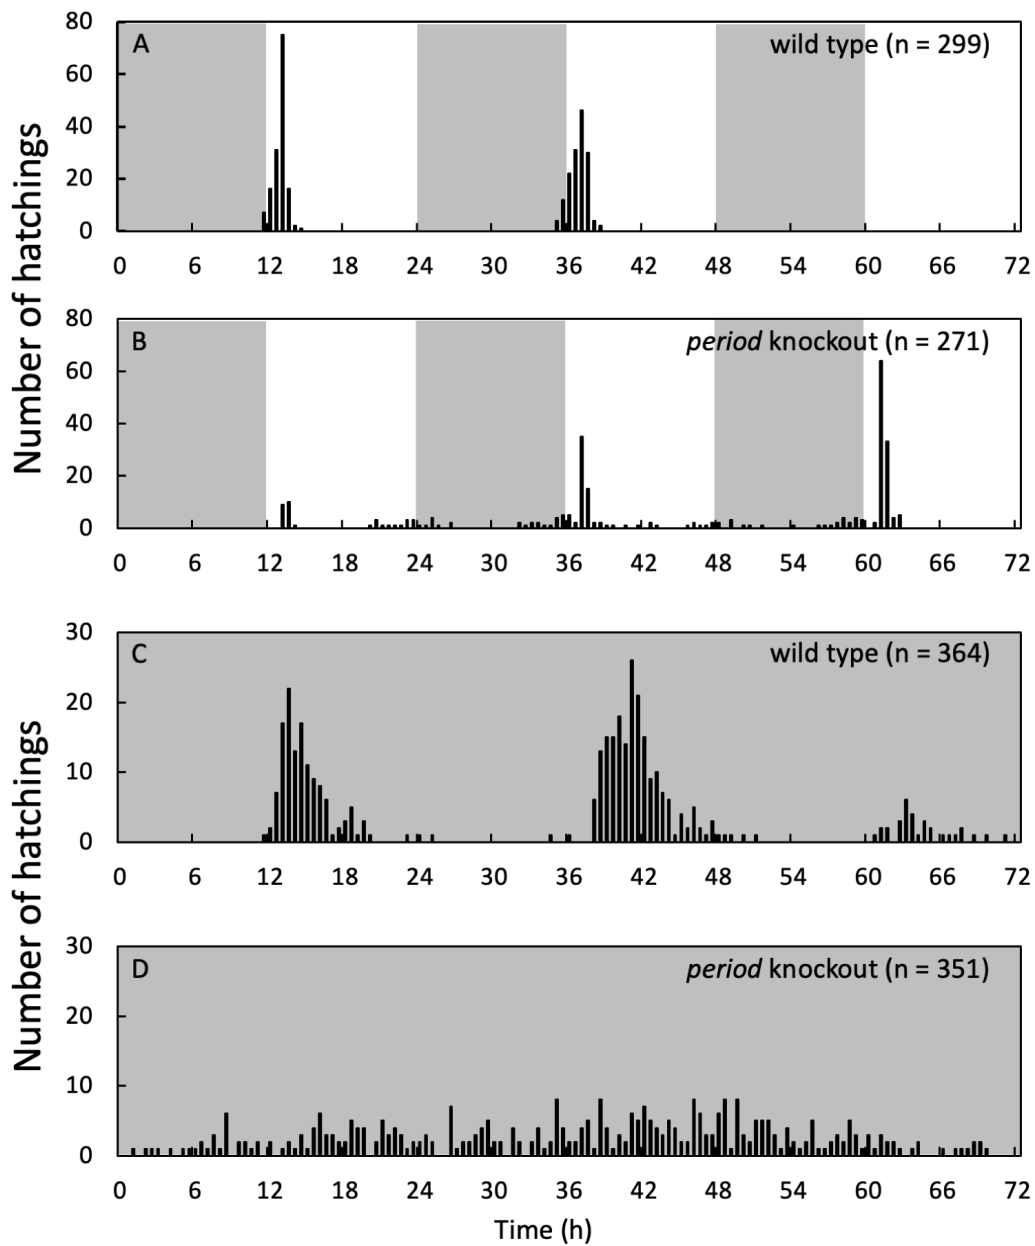 Number of hatchings
80
A
wild type (n = 299)
60
40
20
0
0 6 12 18 24 30 36 42 48 54 60 66 72
80
B
period knockout (n = 271)
60
40
20
0
0 6 12 18 24 30 36 42 48 54 60 66 72
Number of hatchings
30
C
wild type (n = 364)
20
10
0
0 6 12 18 24 30 36 42 48 54 60 66 72
30
D
period knockout (n = 351)
20
10
0
0 6 12 18 24 30 36 42 48 54 60 66 72
Time (h)